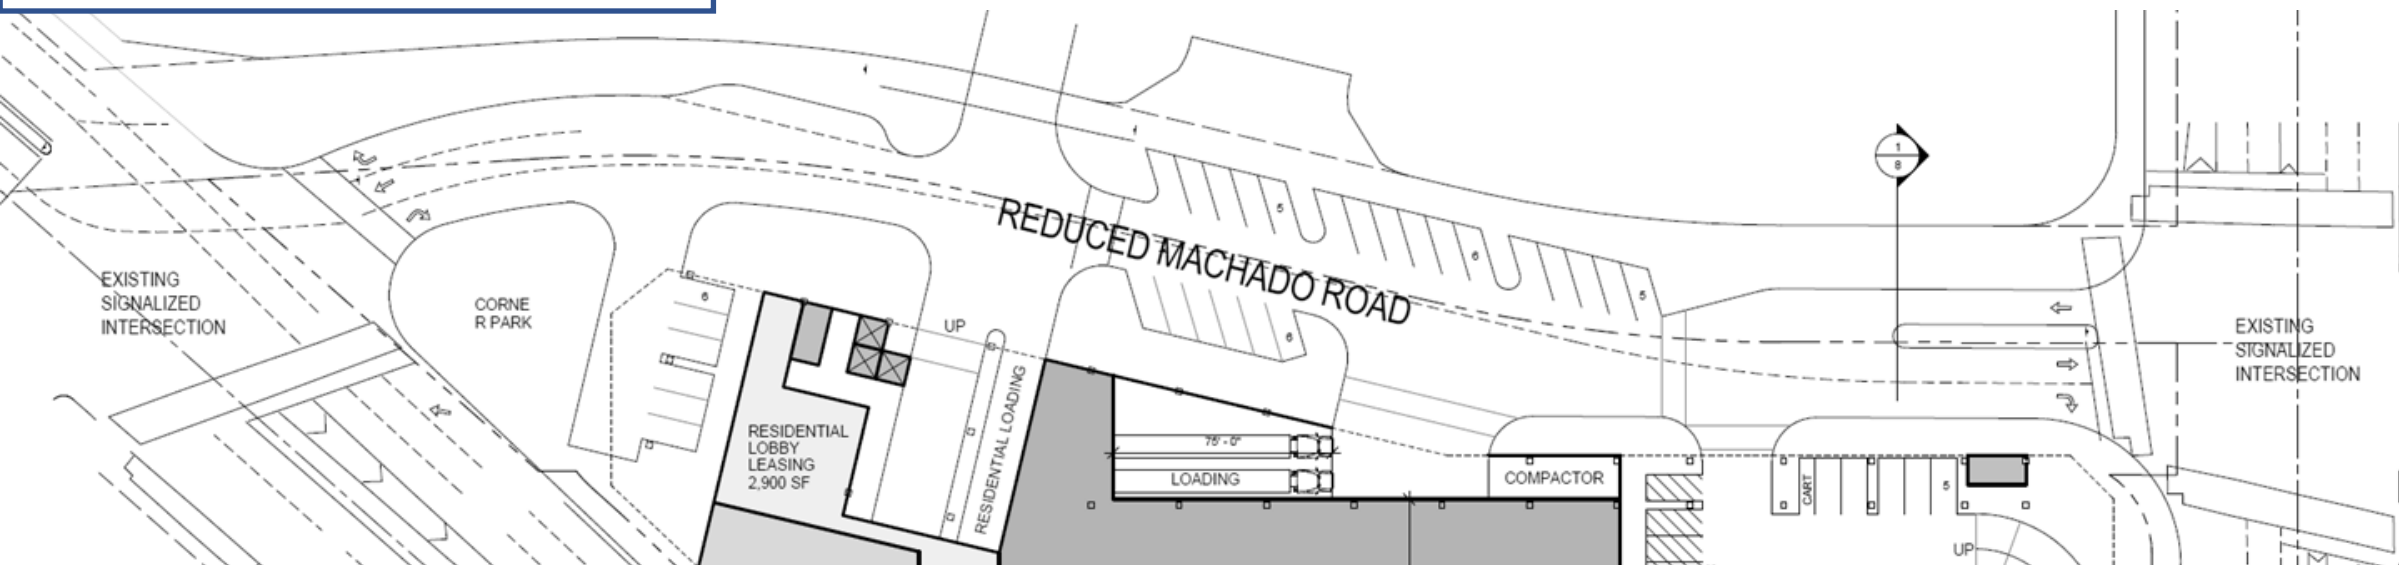 1
8
5
REDUCED MACHADO ROAD
6
5
EXISTING
SIGNALIZED
INTERSECTION
CORNE
R PARK
6
UP
6
EXISTING
SIGNALIZED
INTERSECTION
RESIDENTIAL LOADING
RESIDENTIAL
LOBBY
LEASING
2,900 SF
75' - 0"
LOADING
COMPACTOR
CART
5
UP